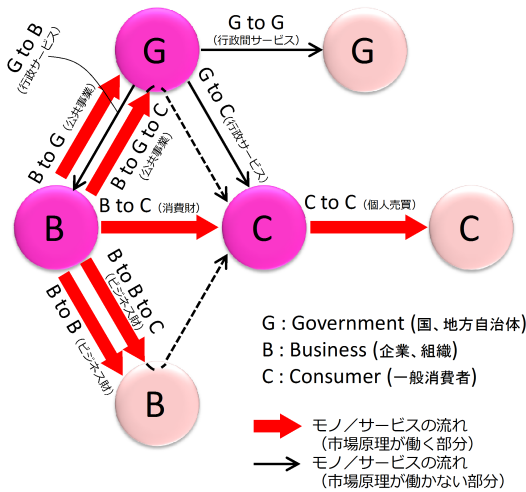 G to G
(行政間サービス)
G
G
G to B
(行政サービス)
B to G (公共事業)
B to G to C
(公共事業)
G to C(行政サービス)
B
B to C (消費財)
C
C to C (個人売買)
C
B to B to C
(ビジネス財)
B to B (ビジネス財)
B
G : Government (国、地方自治体)
B : Business (企業、組織)
C : Consumer (一般消費者)
モノ／サービスの流れ
(市場原理が働く部分)
モノ／サービスの流れ
(市場原理が働かない部分)